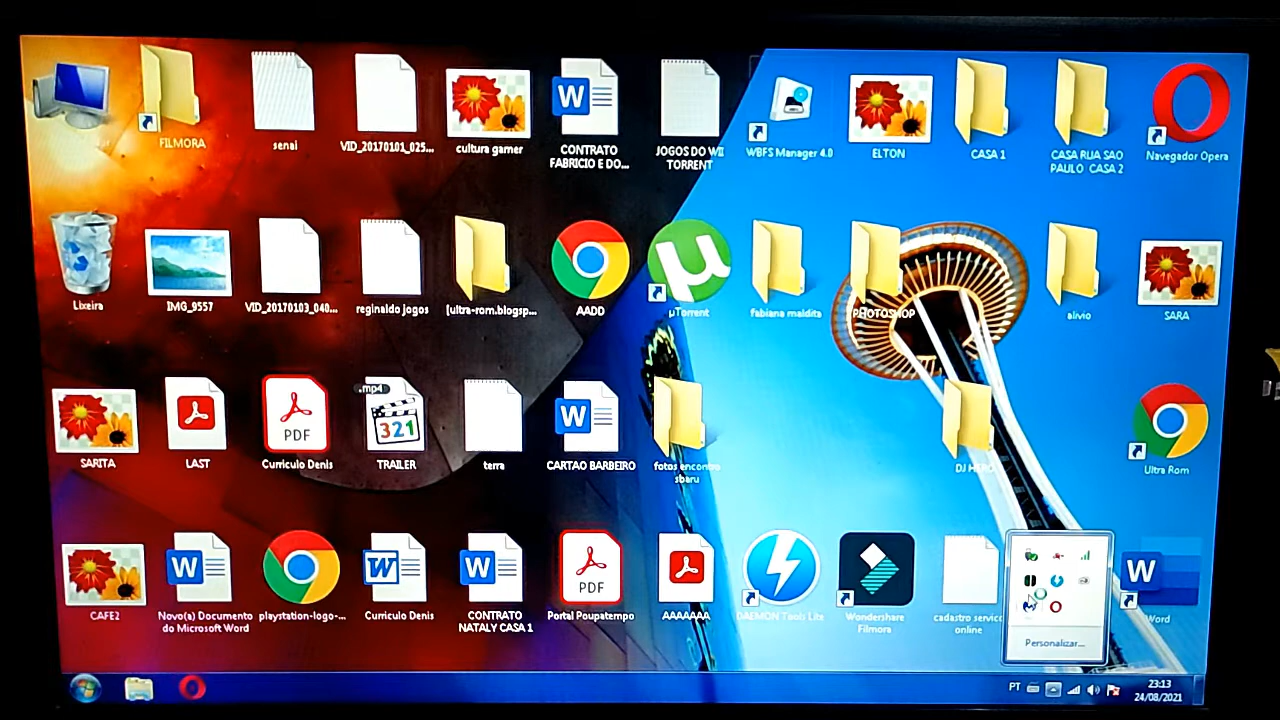 FILMORA
senai
VID_20170101_025...
cultura gamer
CONTRATO
FABRICIO E DO...
JOGOS DO WII
TORRENT
WBFS Manager 4.0
ELTON
CASA 1
CASA RUA SAO
PAULO CASA 2
Navegador Opera
Lixeira
IMG_9557
VID_20170103_040...
reginaldo jogos
[ultra-rom.blogsp...
AADD
µTorrent
fabiana maldita
PHOTOSHOP
alivio
SARA
SARITA
LAST
PDF
Curriculo Denis
.mp4
321
TRAILER
terra
W
CARTAO BARBEIRO
fotos encontro
sbaru
DJ HERO
Ultra Rom
CAFE2
W
Novo(a) Documento
do Microsoft Word
playstation-logo-...
W
Curriculo Denis
W
CONTRATO
NATALY CASA 1
PDF
Portal Poupatempo
AAAAAAA
DAEMON Tools Lite
Wondershare
Filmora
cadastro servico
online
Personalizar...
W
Word
PT
23:13
24/08/2021